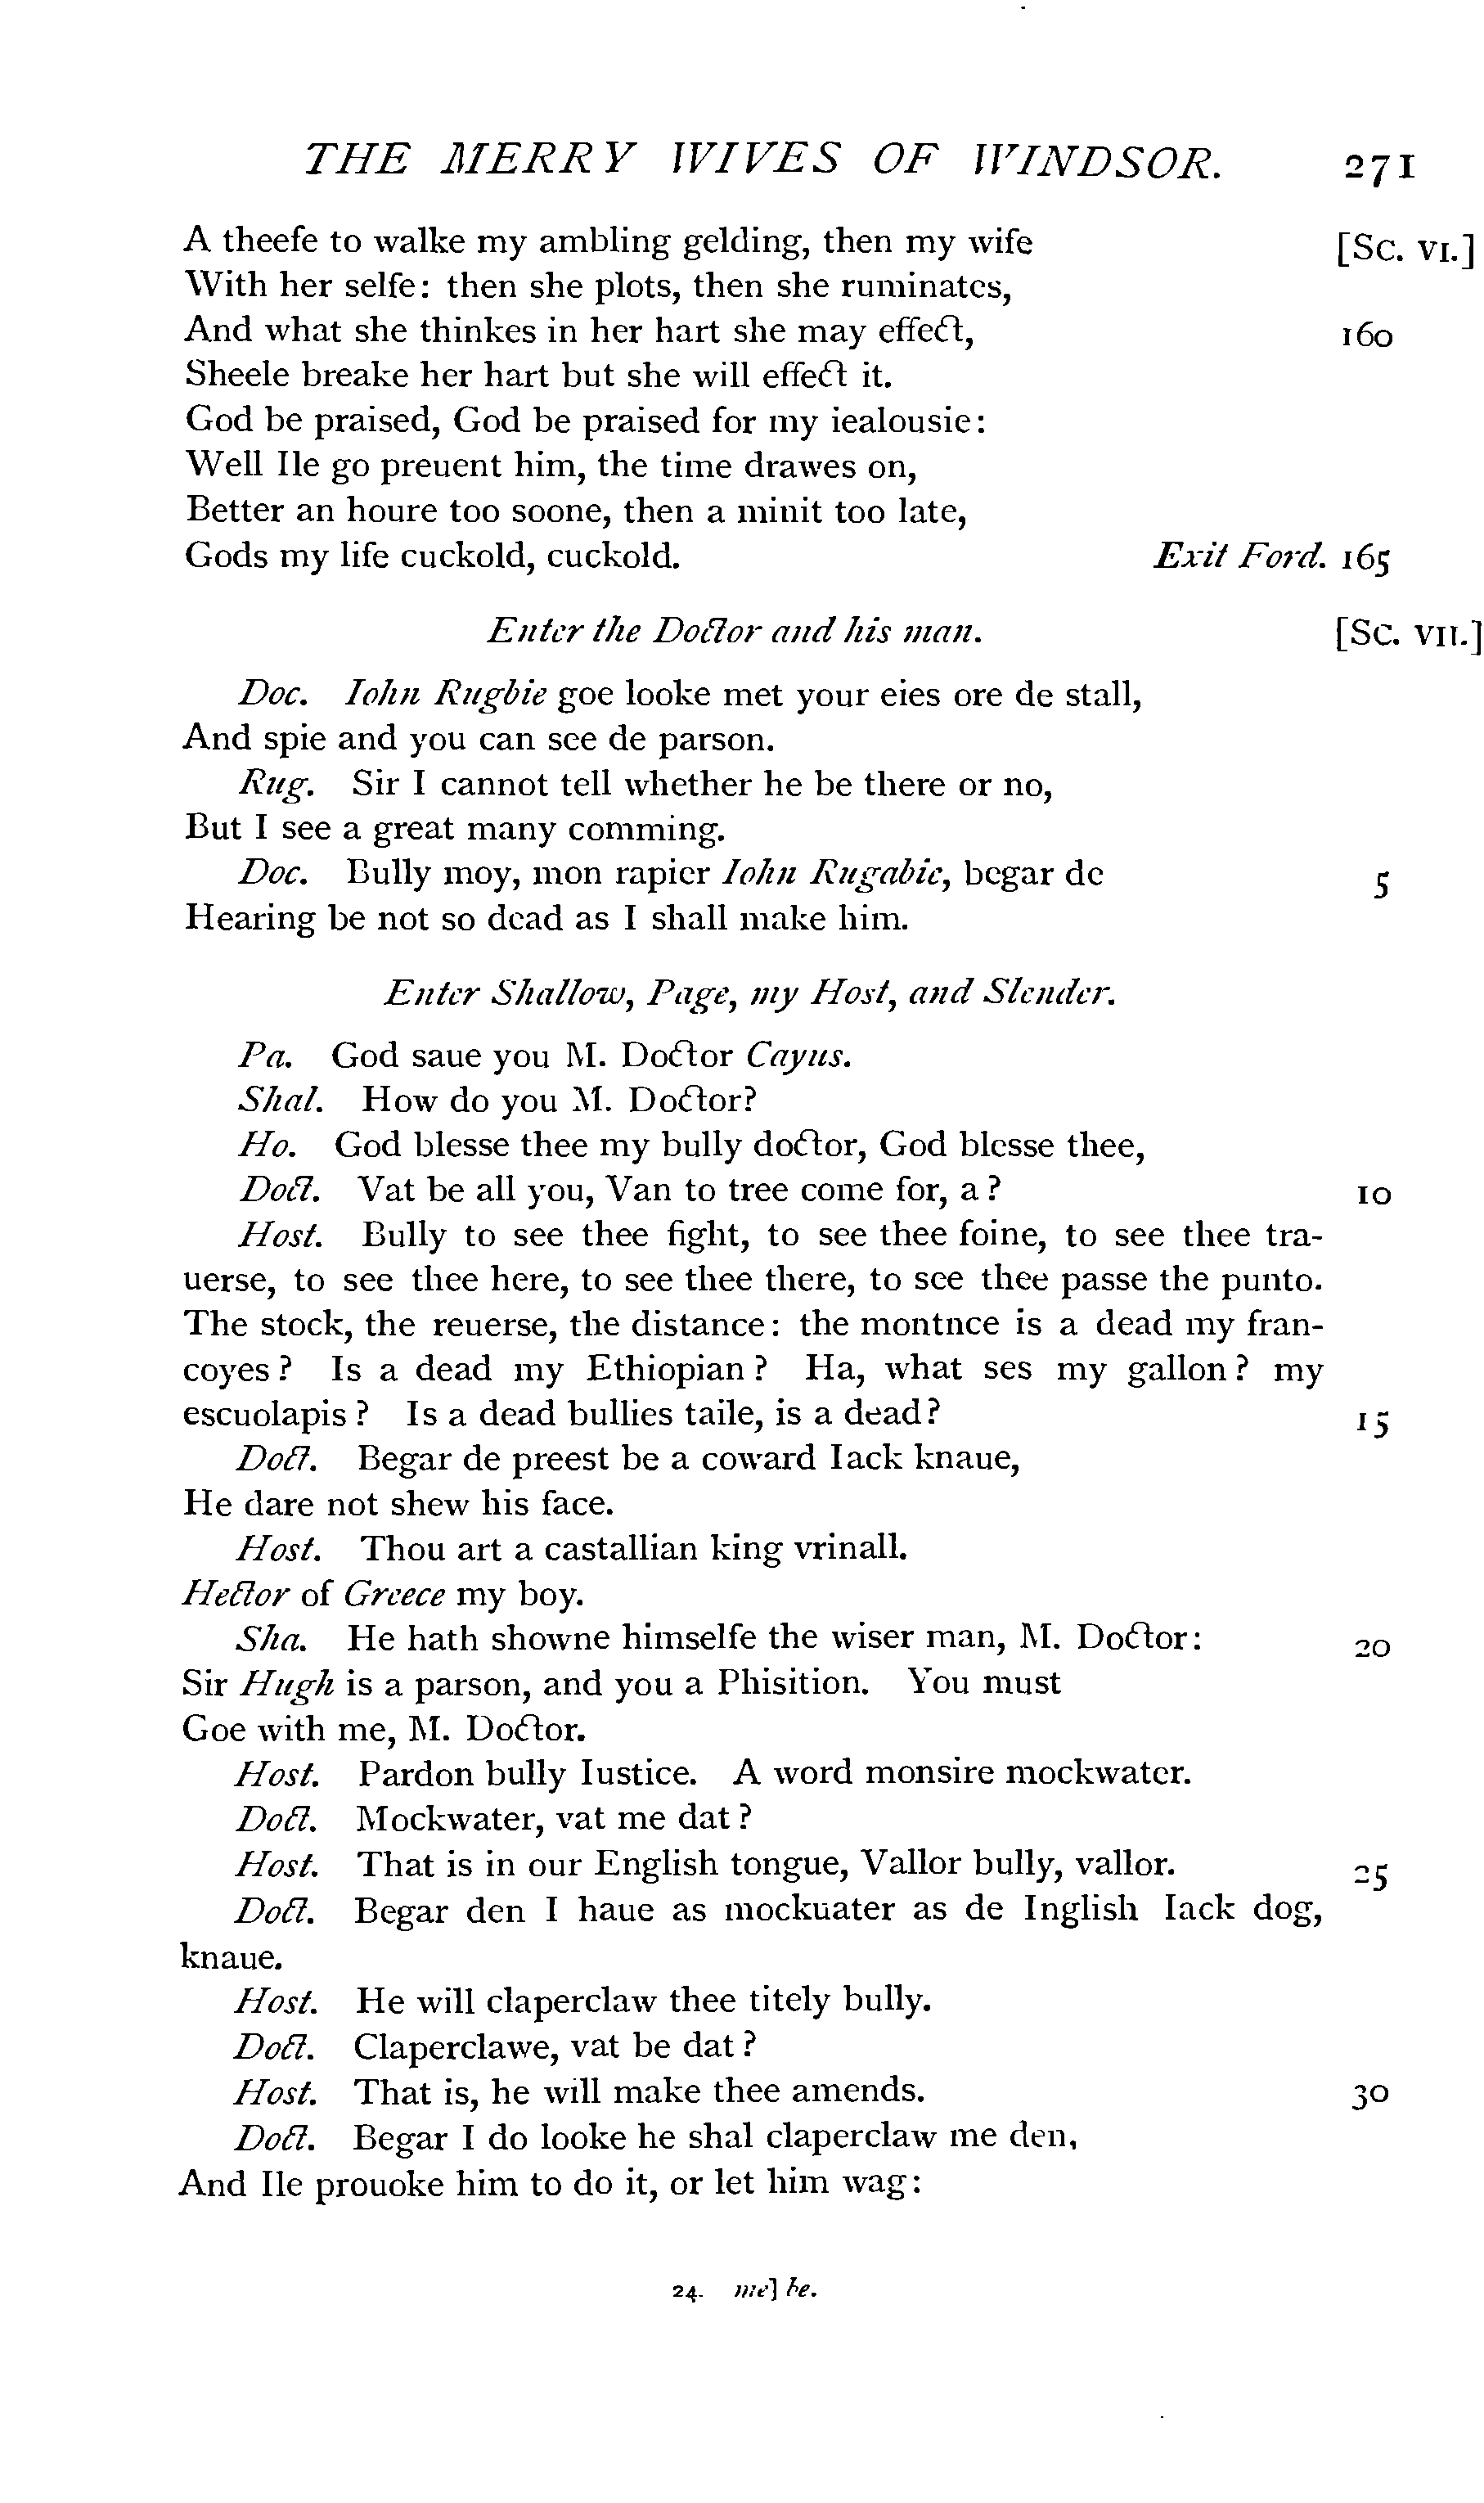 THE MERRY WIVES OF WINDSOR. 271
A theefe to walke my ambling gelding, then my wife [Sc. VI.]
With her selfe: then she plots, then she ruminates,
And what she thinkes in her hart she may effect, 160
Sheele breake her hart but she will effect it.
God be praised, God be praised for my iealousie:
Well Ile go preuent him, the time drawes on,
Better an houre too soone, then a minit too late,
Gods my life cuckold, cuckold. Exit Ford. 165
Enter the Doctor and his man. [Sc. VII.]
Doc. Iohn Rugbie goe looke met your eies ore de stall,
And spie and you can see de parson.
Rug. Sir I cannot tell whether he be there or no,
But I see a great many comming.
Doc. Bully moy, mon rapier Iohn Rugabie, begar de 5
Hearing be not so dead as I shall make him.
Enter Shallow, Page, my Host, and Slender.
Pa. God saue you M. Doctor Cayus.
Shal. How do you M. Doctor?
Ho. God blesse thee my bully doctor, God blesse thee,
Doct. Vat be all you, Van to tree come for, a? 10
Host. Bully to see thee fight, to see thee foine, to see thee tra-
uerse, to see thee here, to see thee there, to see thee passe the punto.
The stock, the reuerse, the distance: the montnce is a dead my fran-
coyes? Is a dead my Ethiopian? Ha, what ses my gallon? my
escuolapis? Is a dead bullies taile, is a dead? 15
Doct. Begar de preest be a coward Iack knaue,
He dare not shew his face.
Host. Thou art a castallian king vrinall.
Hector of Greece my boy.
Sha. He hath showne himselfe the wiser man, M. Doctor: 20
Sir Hugh is a parson, and you a Phisition. You must
Goe with me, M. Doctor.
Host. Pardon bully Iustice. A word monsire mockwater.
Doct. Mockwater, vat me dat?
Host. That is in our English tongue, Vallor bully, vallor. 25
Doct. Begar den I haue as mockuater as de Inglish Iack dog,
knaue.
Host. He will claperclaw thee titely bully.
Doct. Claperclawe, vat be dat?
Host. That is, he will make thee amends. 30
Doct. Begar I do looke he shal claperclaw me den,
And Ile prouoke him to do it, or let him wag:
24. me] be.